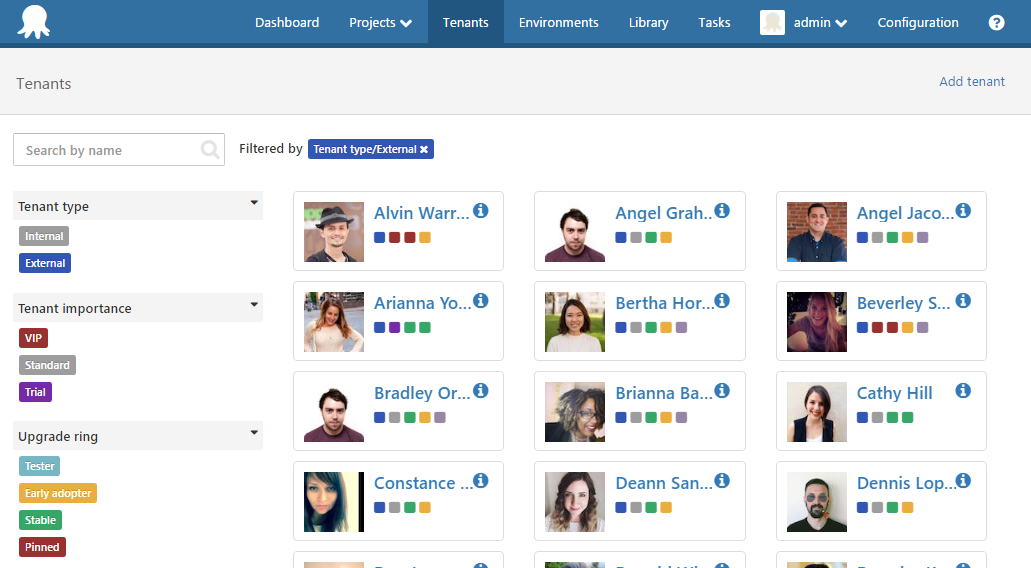 Dashboard Projects Tenants Environments Library Tasks admin Configuration ?
Tenants
Add tenant
Search by name
Filtered by Tenant type/External ×
Tenant type
Internal
External
Tenant importance
VIP
Standard
Trial
Upgrade ring
Tester
Early adopter
Stable
Pinned
Alvin Warr... Angel Grah... Angel Jaco...
Arianna Yo... Bertha Hor... Beverley S...
Bradley Or... Brianna Ba... Cathy Hill
Constance ... Deann San... Dennis Lop...